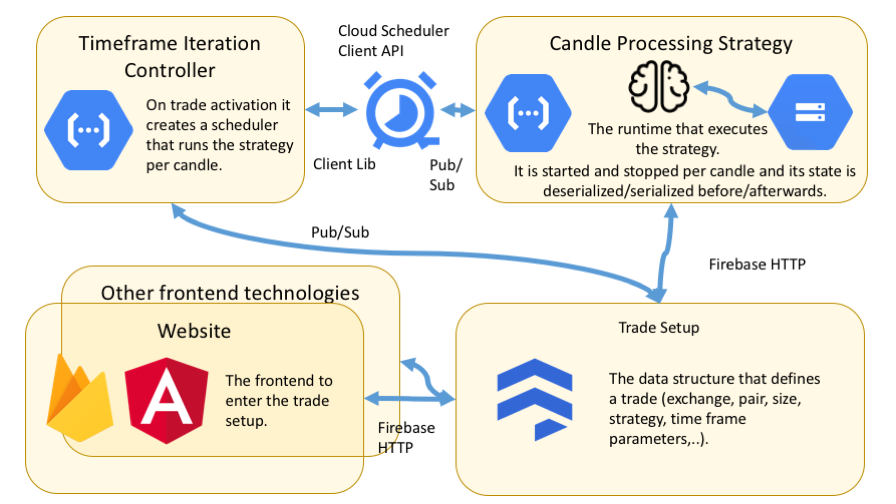 Timeframe Iteration
Controller
On trade activation it
creates a scheduler
that runs the strategy
per candle.
Cloud Scheduler
Client API
Client Lib
Pub/
Sub
Candle Processing Strategy
The runtime that executes
the strategy.
It is started and stopped per candle and its state is
deserialized/serialized before/afterwards.
Pub/Sub
Firebase HTTP
Other frontend technologies
Website
The frontend to
enter the trade
setup.
Firebase
HTTP
Trade Setup
The data structure that defines
a trade (exchange, pair, size,
strategy, time frame
parameters,..).